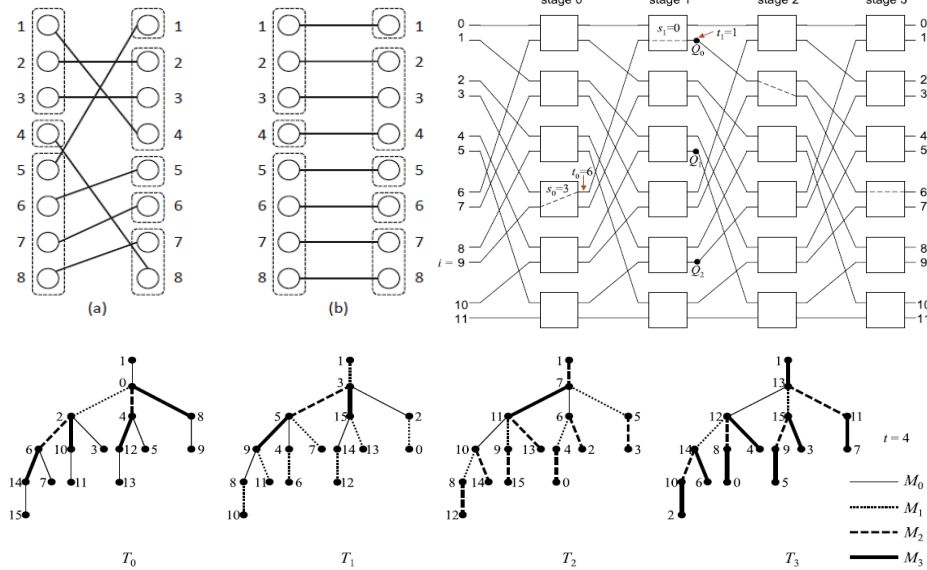 1 1
2 2
3 3
4 4
5 5
6 6
7 7
8 8
(a)
1 1
2 2
3 3
4 4
5 5
6 6
7 7
8 8
(b)
stage 0 stage 1 stage 2 stage 3
0 s₁=0 t₁=1 0
1 Q₀ 1
2 2
3 3
4 4
5 Q₁ 5
t₀=6
6 s₀=3 6
7 7
8 8
i = 9 Q₂ 9
10 10
11 11
1
0
2 4 8
6 10 3 12 5 9
14 7 11 13
15
T₀
1
3
5 15 2
9 4 7 14 13 0
8 11 6 12
10
T₁
1
7
11 6 5
10 9 13 4 2 3
8 14 15 0
12
T₂
1
13
12 15 11
14 8 4 9 3 7
10 6 0 5
2
T₃
t = 4
M₀
M₁
M₂
M₃